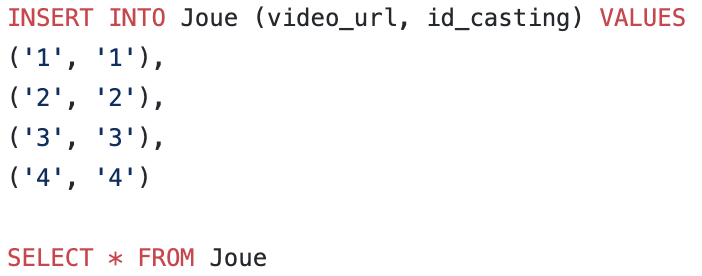 INSERT INTO Joue (video_url, id_casting) VALUES
('1', '1'),
('2', '2'),
('3', '3'),
('4', '4')
SELECT * FROM Joue